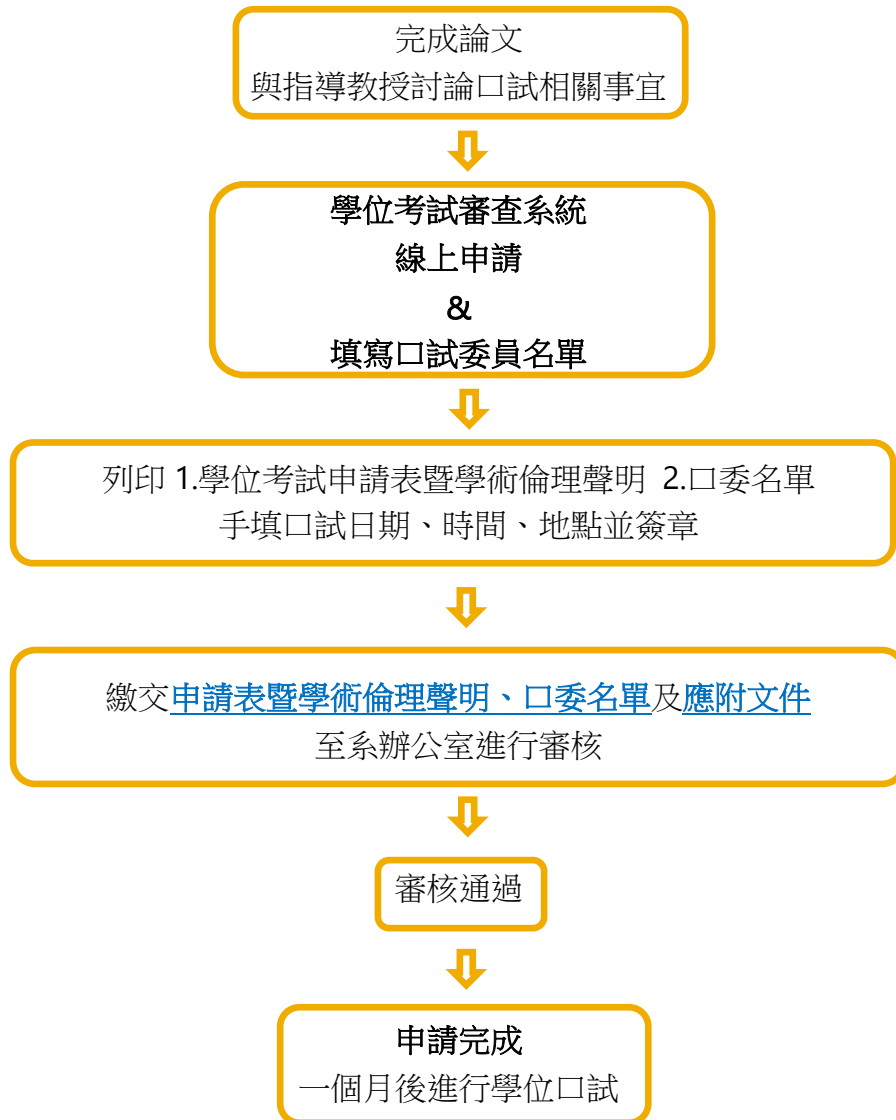 完成論文
與指導教授討論口試相關事宜
學位考試審查系統
線上申請
&
填寫口試委員名單
列印 1.學位考試申請表暨學術倫理聲明 2.口委名單
手填口試日期、時間、地點並簽章
繳交申請表暨學術倫理聲明、口委名單及應附文件
至系辦公室進行審核
審核通過
申請完成
一個月後進行學位口試